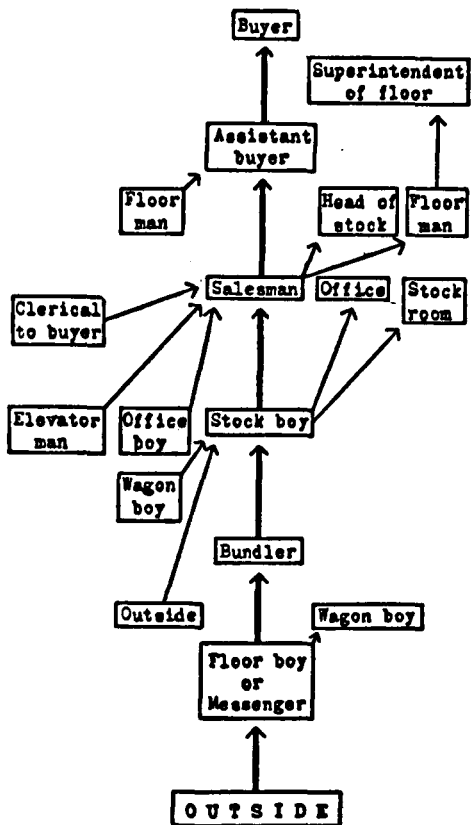 Buyer
Superintendent
of floor
Assistant
buyer
Floor
man
Head of
stock
Floor
man
Salesman
Office
Stock
room
Clerical
to buyer
Elevator
man
Office
boy
Stock boy
Wagon
boy
Bundler
Outside
Wagon boy
Floor boy
or
Messenger
OUTSIDE